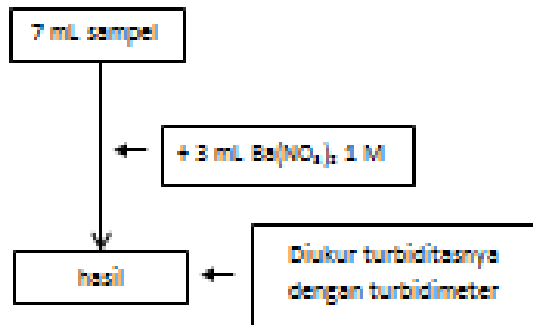 7 mL sampel
+ 3 mL Ba(NO₃)₂ 1 M
hasil
Diukur turbiditasnya
dengan turbidimeter